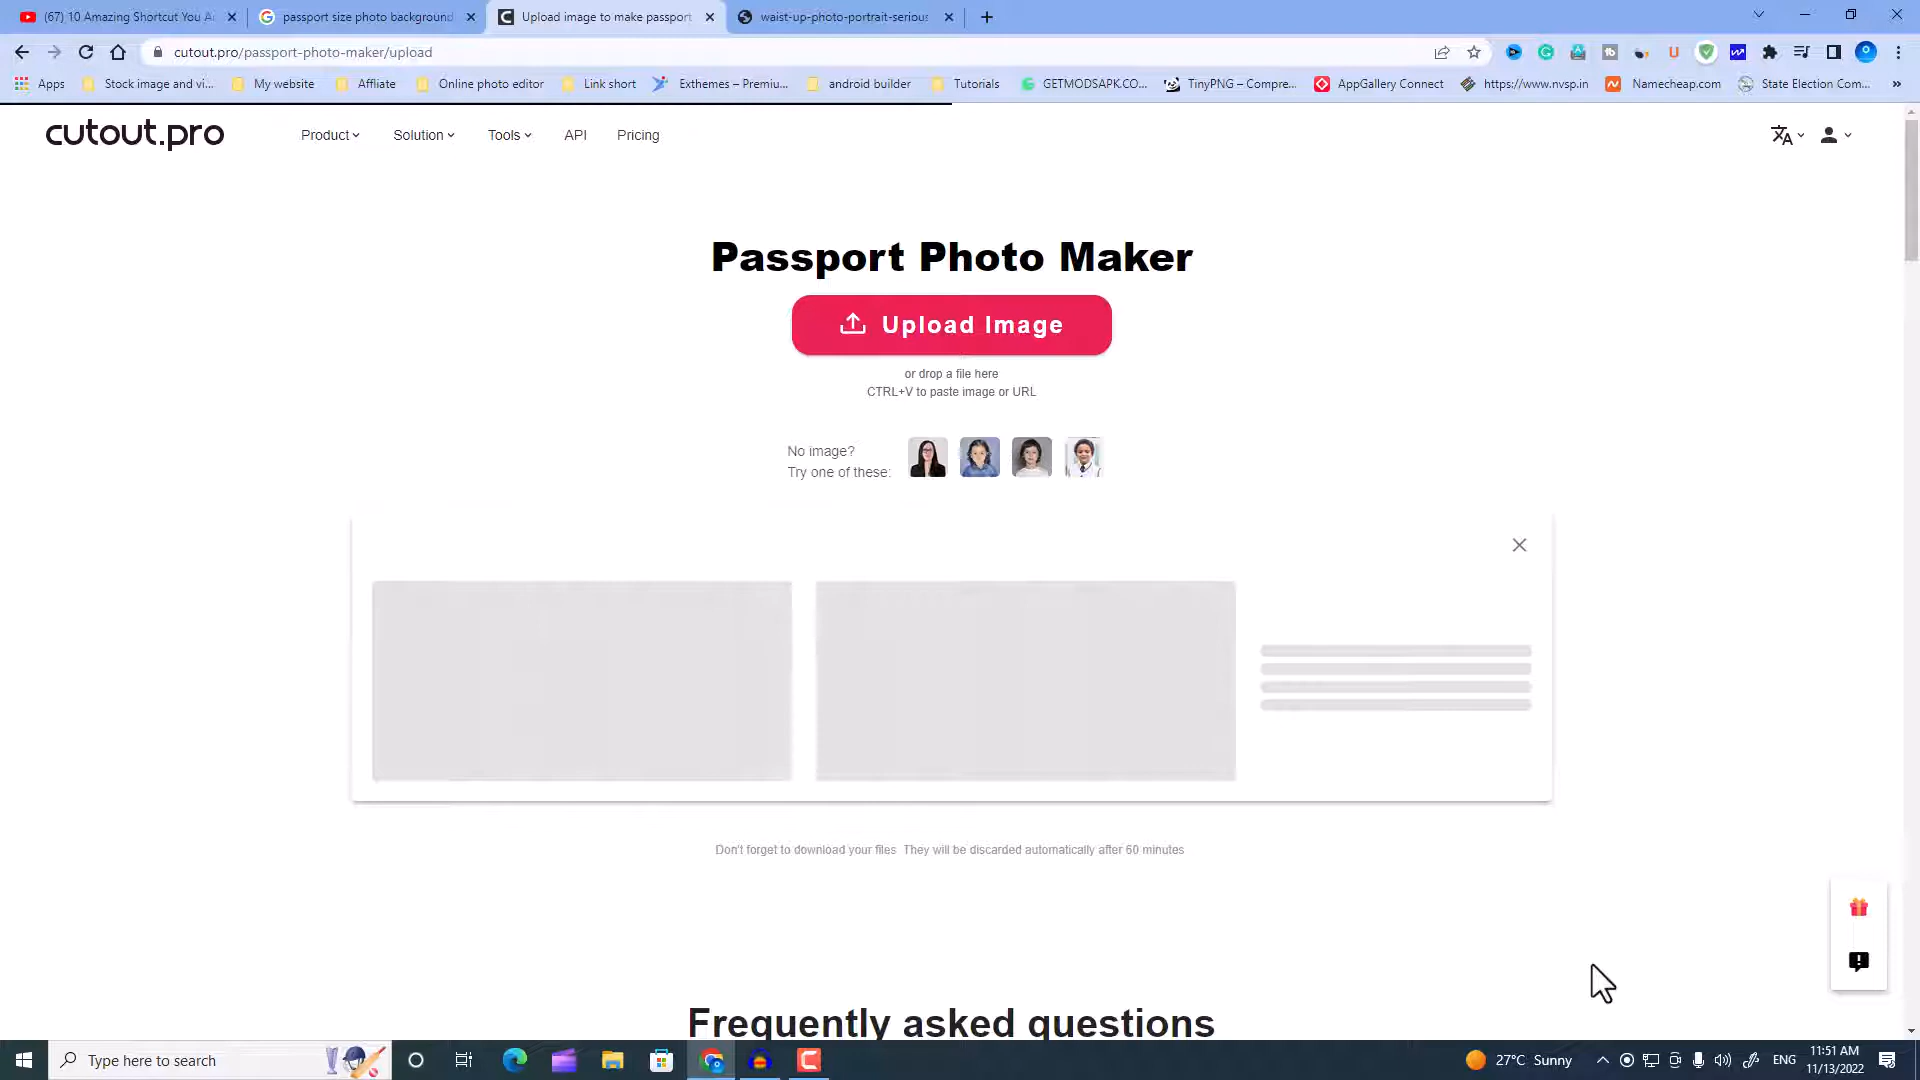 (67) 10 Amazing Shortcut You Ar
passport size photo background
Upload image to make passport
waist-up-photo-portrait-serious
cutout.pro/passport-photo-maker/upload
Apps
Stock image and vi...
My website
Affliate
Online photo editor
Link short
Exthemes – Premiu...
android builder
Tutorials
GETMODSAPK.CO...
TinyPNG – Compre...
AppGallery Connect
https://www.nvsp.in
Namecheap.com
State Election Com...
»
cutout.pro
Product
Solution
Tools
API
Pricing
Passport Photo Maker
Upload Image
or drop a file here
CTRL+V to paste image or URL
No image?
Try one of these:
Don't forget to download your files They will be discarded automatically after 60 minutes
Frequently asked questions
Type here to search
27°C Sunny
ENG
11:51 AM
11/13/2022